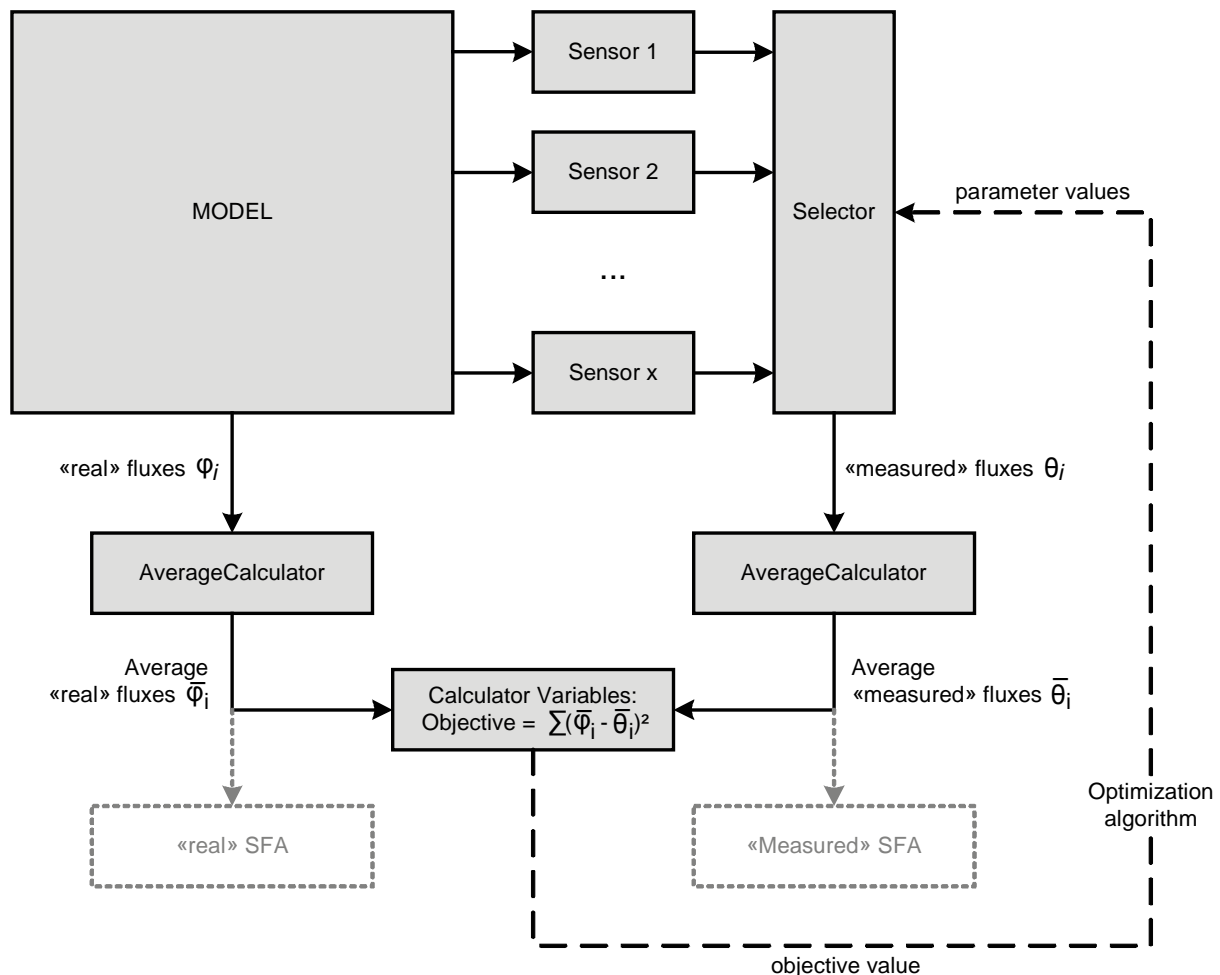 Sensor 1
Sensor 2
parameter values
MODEL
Selector
...
Sensor x
«real» fluxes φi
«measured» fluxes θi
AverageCalculator
AverageCalculator
Average
«real» fluxes φ̅i
Calculator Variables:
Objective = ∑(φ̅i - θ̅i)²
Average
«measured» fluxes θ̅i
Optimization
algorithm
«real» SFA
«Measured» SFA
objective value